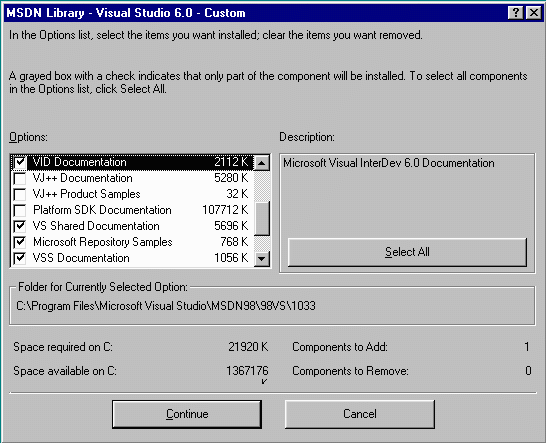 MSDN Library - Visual Studio 6.0 - Custom
In the Options list, select the items you want installed; clear the items you want removed.
A grayed box with a check indicates that only part of the component will be installed. To select all components
in the Options list, click Select All.
Options:
VID Documentation 2112 K
VJ++ Documentation 5280 K
VJ++ Product Samples 32 K
Platform SDK Documentation 107712 K
VS Shared Documentation 5696 K
Microsoft Repository Samples 768 K
VSS Documentation 1056 K
Description:
Microsoft Visual InterDev 6.0 Documentation
Select All
Folder for Currently Selected Option:
C:\Program Files\Microsoft Visual Studio\MSDN98\98VS\1033
Space required on C: 21920 K
Components to Add: 1
Space available on C: 1367176
Components to Remove: 0
Continue
Cancel